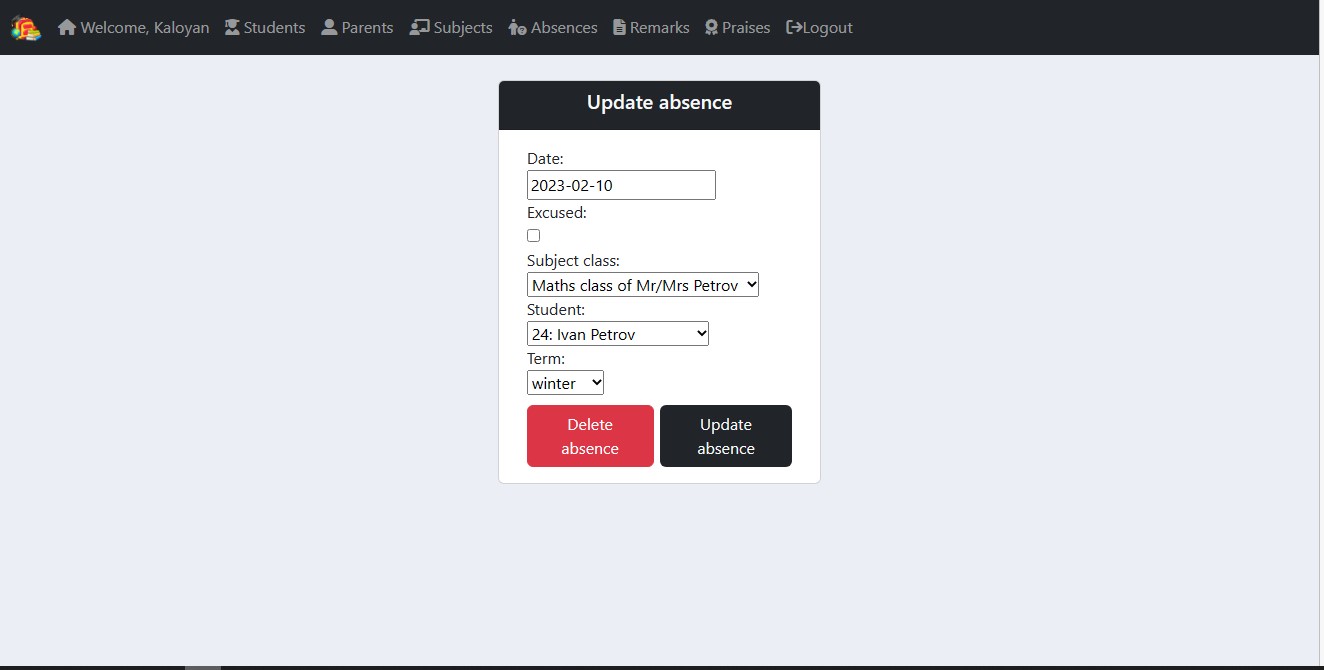 Welcome, Kaloyan Students Parents Subjects Absences Remarks Praises Logout
Update absence
Date:
2023-02-10
Excused:
Subject class:
Maths class of Mr/Mrs Petrov
Student:
24: Ivan Petrov
Term:
winter
Delete absence
Update absence